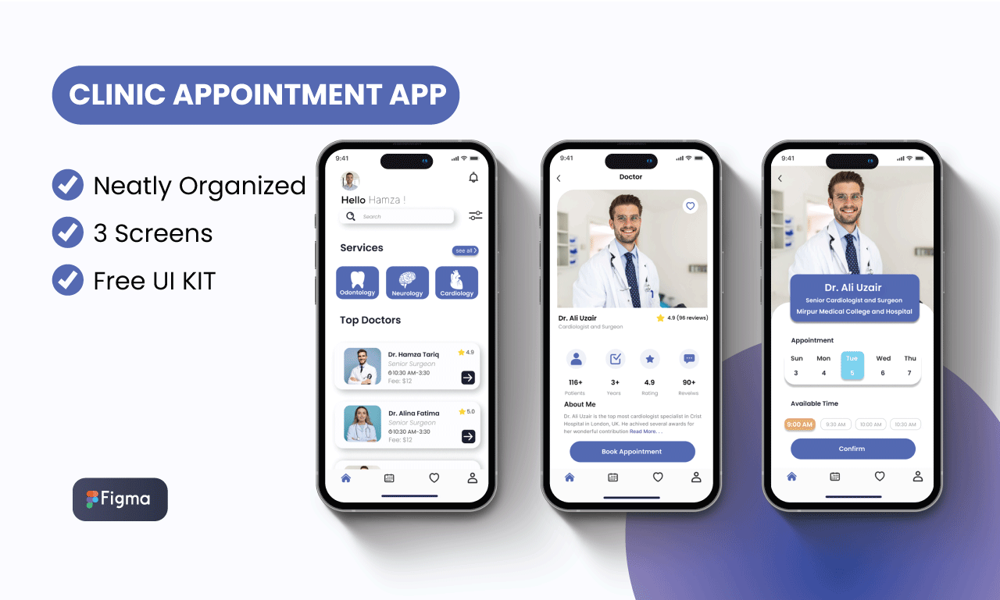 CLINIC APPOINTMENT APP
Neatly Organized
3 Screens
Free UI KIT
Figma
9:41
Hello Hamza !
Search
Services
see all
Odontology
Neurology
Cardiology
Top Doctors
Dr. Hamza Tariq
4.9
Senior Surgeon
10:30 AM-3:30
Fee: $12
Dr. Alina Fatima
5.0
Senior Surgeon
10:30 AM-3:30
Fee: $12
9:41
Doctor
Dr. Ali Uzair
4.9 (96 reviews)
Cardiologist and Surgeon
116+ 3+ 4.9 90+
Patients Years Rating Reveiws
About Me
Dr. Ali Uzair is the top most cardiologist specialist in Crist
Hospital in London, UK. He achived several awards for
her wonderful contribution Read More. . .
Book Appointment
9:41
Dr. Ali Uzair
Senior Cardiologist and Surgeon
Mirpur Medical College and Hospital
Appointment
Sun Mon Tue Wed Thu
3 4 5 6 7
Available Time
9:00 AM 9:30 AM 10:00 AM 10:30 AM
Confirm